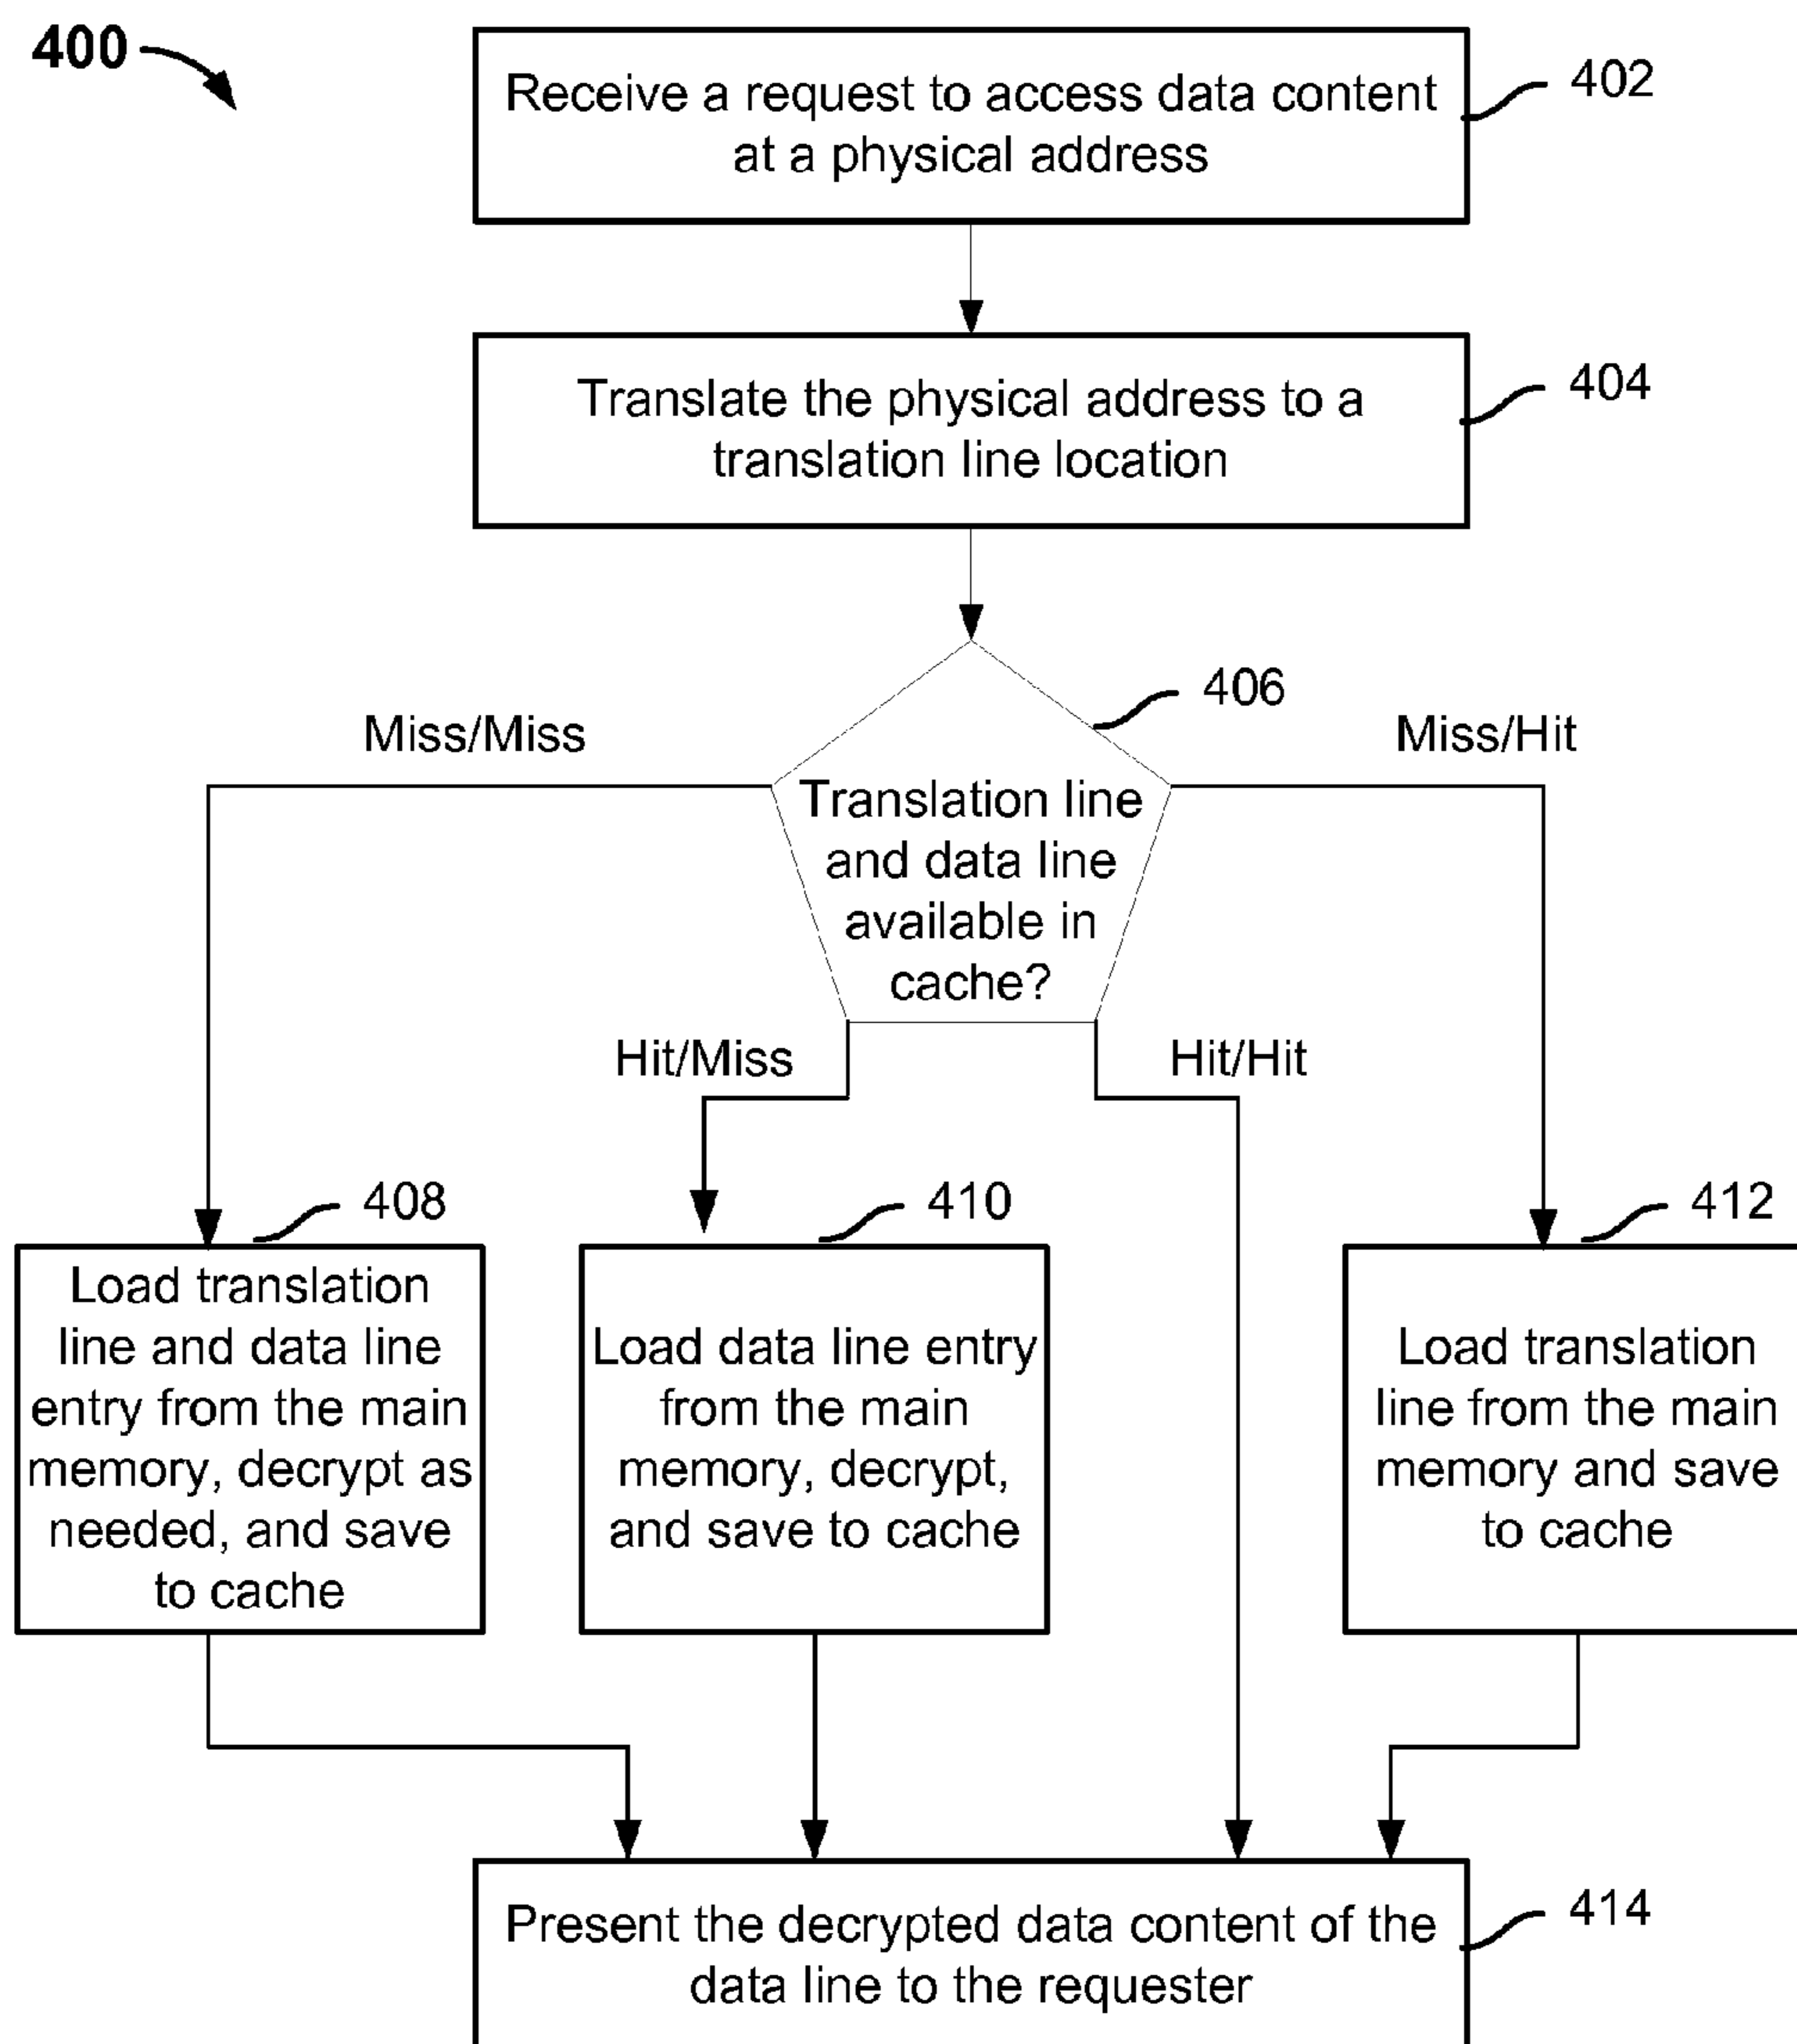 400
Receive a request to access data content
at a physical address
402
Translate the physical address to a
translation line location
404
406
Miss/Miss
Miss/Hit
Translation line
and data line
available in
cache?
Hit/Miss
Hit/Hit
408
410
412
Load translation
line and data line
entry from the main
memory, decrypt as
needed, and save
to cache
Load data line entry
from the main
memory, decrypt,
and save to cache
Load translation
line from the main
memory and save
to cache
Present the decrypted data content of the
data line to the requester
414